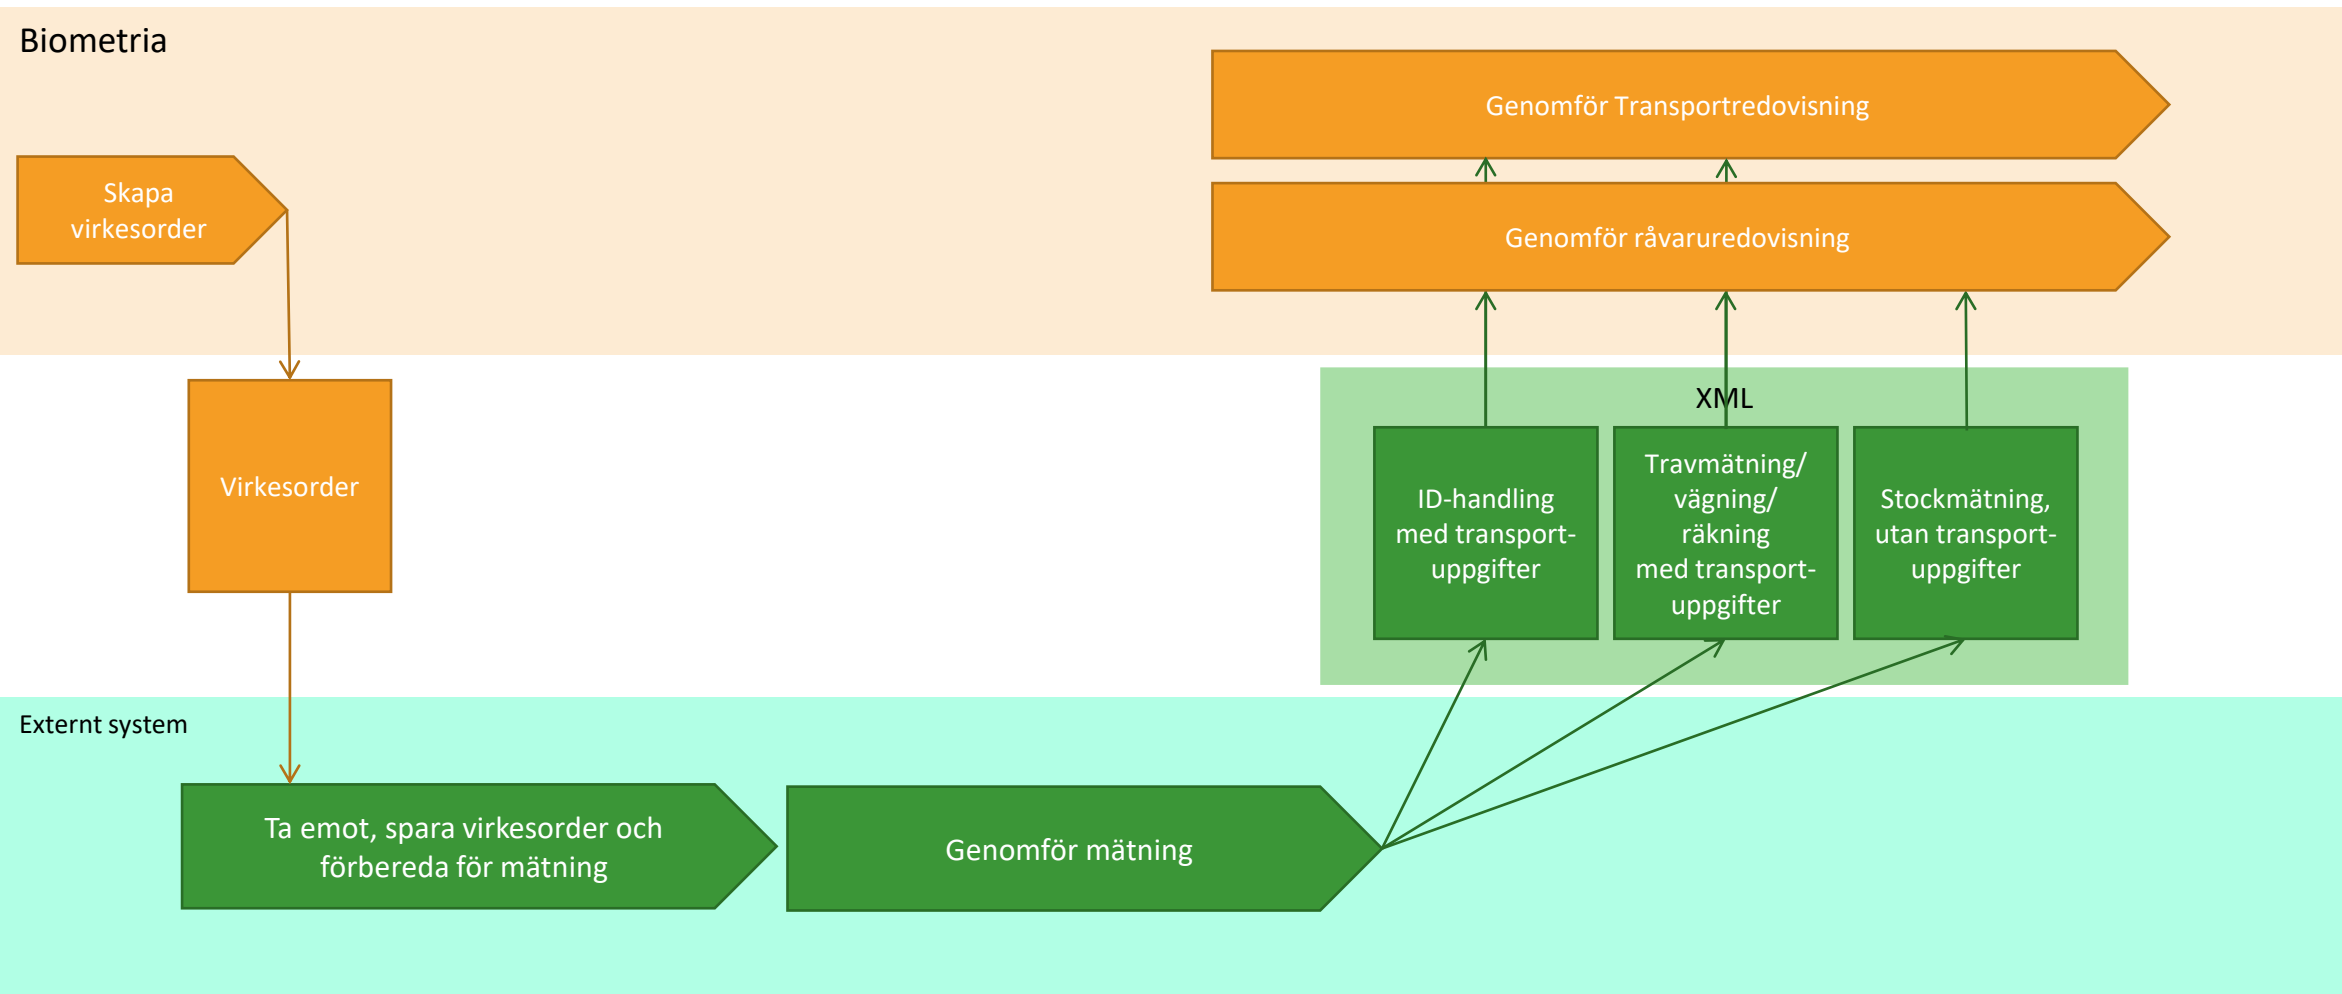 Biometria
Genomför Transportredovisning
Skapa
virkesorder
Genomför råvaruredovisning
XML
Virkesorder
ID-handling
med transport-
uppgifter
Travmätning/
vägning/
räkning
med transport-
uppgifter
Stockmätning,
utan transport-
uppgifter
Externt system
Ta emot, spara virkesorder och
förbereda för mätning
Genomför mätning